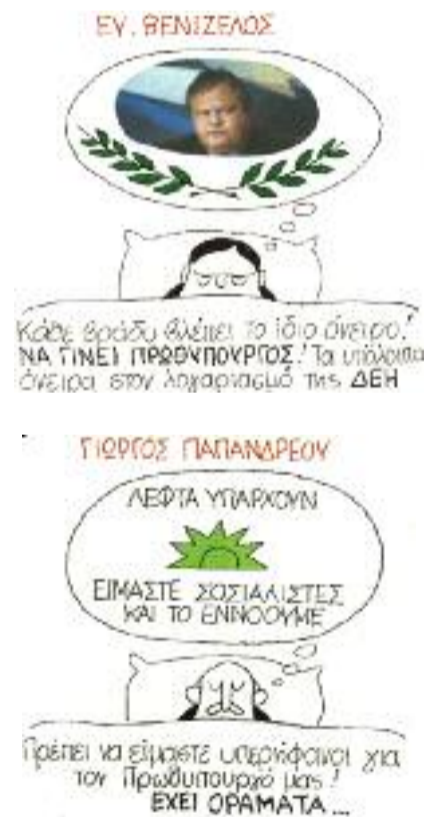 ΕΥ. ΒΕΝΙΖΕΛΟΣ
Κάθε βράδυ βλέπει το ίδιο όνειρο!
ΝΑ ΓΙΝΕΙ ΠΡΩΘΥΠΟΥΡΓΟΣ! Τα υπόλοιπα
όνειρα στον λογαριασμό της ΔΕΗ
ΓΙΩΡΓΟΣ ΠΑΠΑΝΔΡΕΟΥ
ΛΕΦΤΑ ΥΠΑΡΧΟΥΝ
ΕΙΜΑΣΤΕ ΣΟΣΙΑΛΙΣΤΕΣ
ΚΑΙ ΤΟ ΕΝΝΟΟΥΜΕ
Πρέπει να είμαστε υπερήφανοι για
τον Πρωθυπουργό μας!
ΕΧΕΙ ΟΡΑΜΑΤΑ...